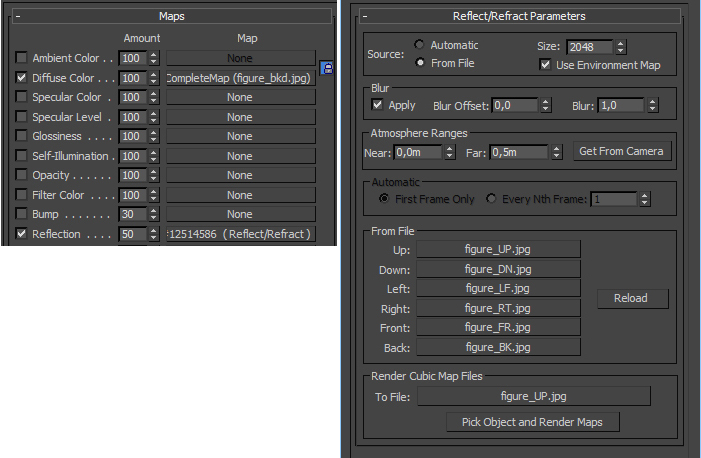 - Maps
Amount Map
Ambient Color . . 100 None
Diffuse Color . . . 100 CompleteMap (figure_bkd.jpg)
Specular Color . 100 None
Specular Level . 100 None
Glossiness . . . . 100 None
Self-Illumination . 100 None
Opacity . . . . . . 100 None
Filter Color . . . . 100 None
Bump . . . . . . . 30 None
Reflection . . . . 50 #12514586 ( Reflect/Refract )
- Reflect/Refract Parameters
Source: Automatic Size: 2048
From File Use Environment Map
Blur
Apply Blur Offset: 0,0 Blur: 1,0
Atmosphere Ranges
Near: 0,0m Far: 0,5m Get From Camera
Automatic
First Frame Only Every Nth Frame: 1
From File
Up: figure_UP.jpg
Down: figure_DN.jpg
Left: figure_LF.jpg
Right: figure_RT.jpg
Front: figure_FR.jpg
Back: figure_BK.jpg
Reload
Render Cubic Map Files
To File: figure_UP.jpg
Pick Object and Render Maps